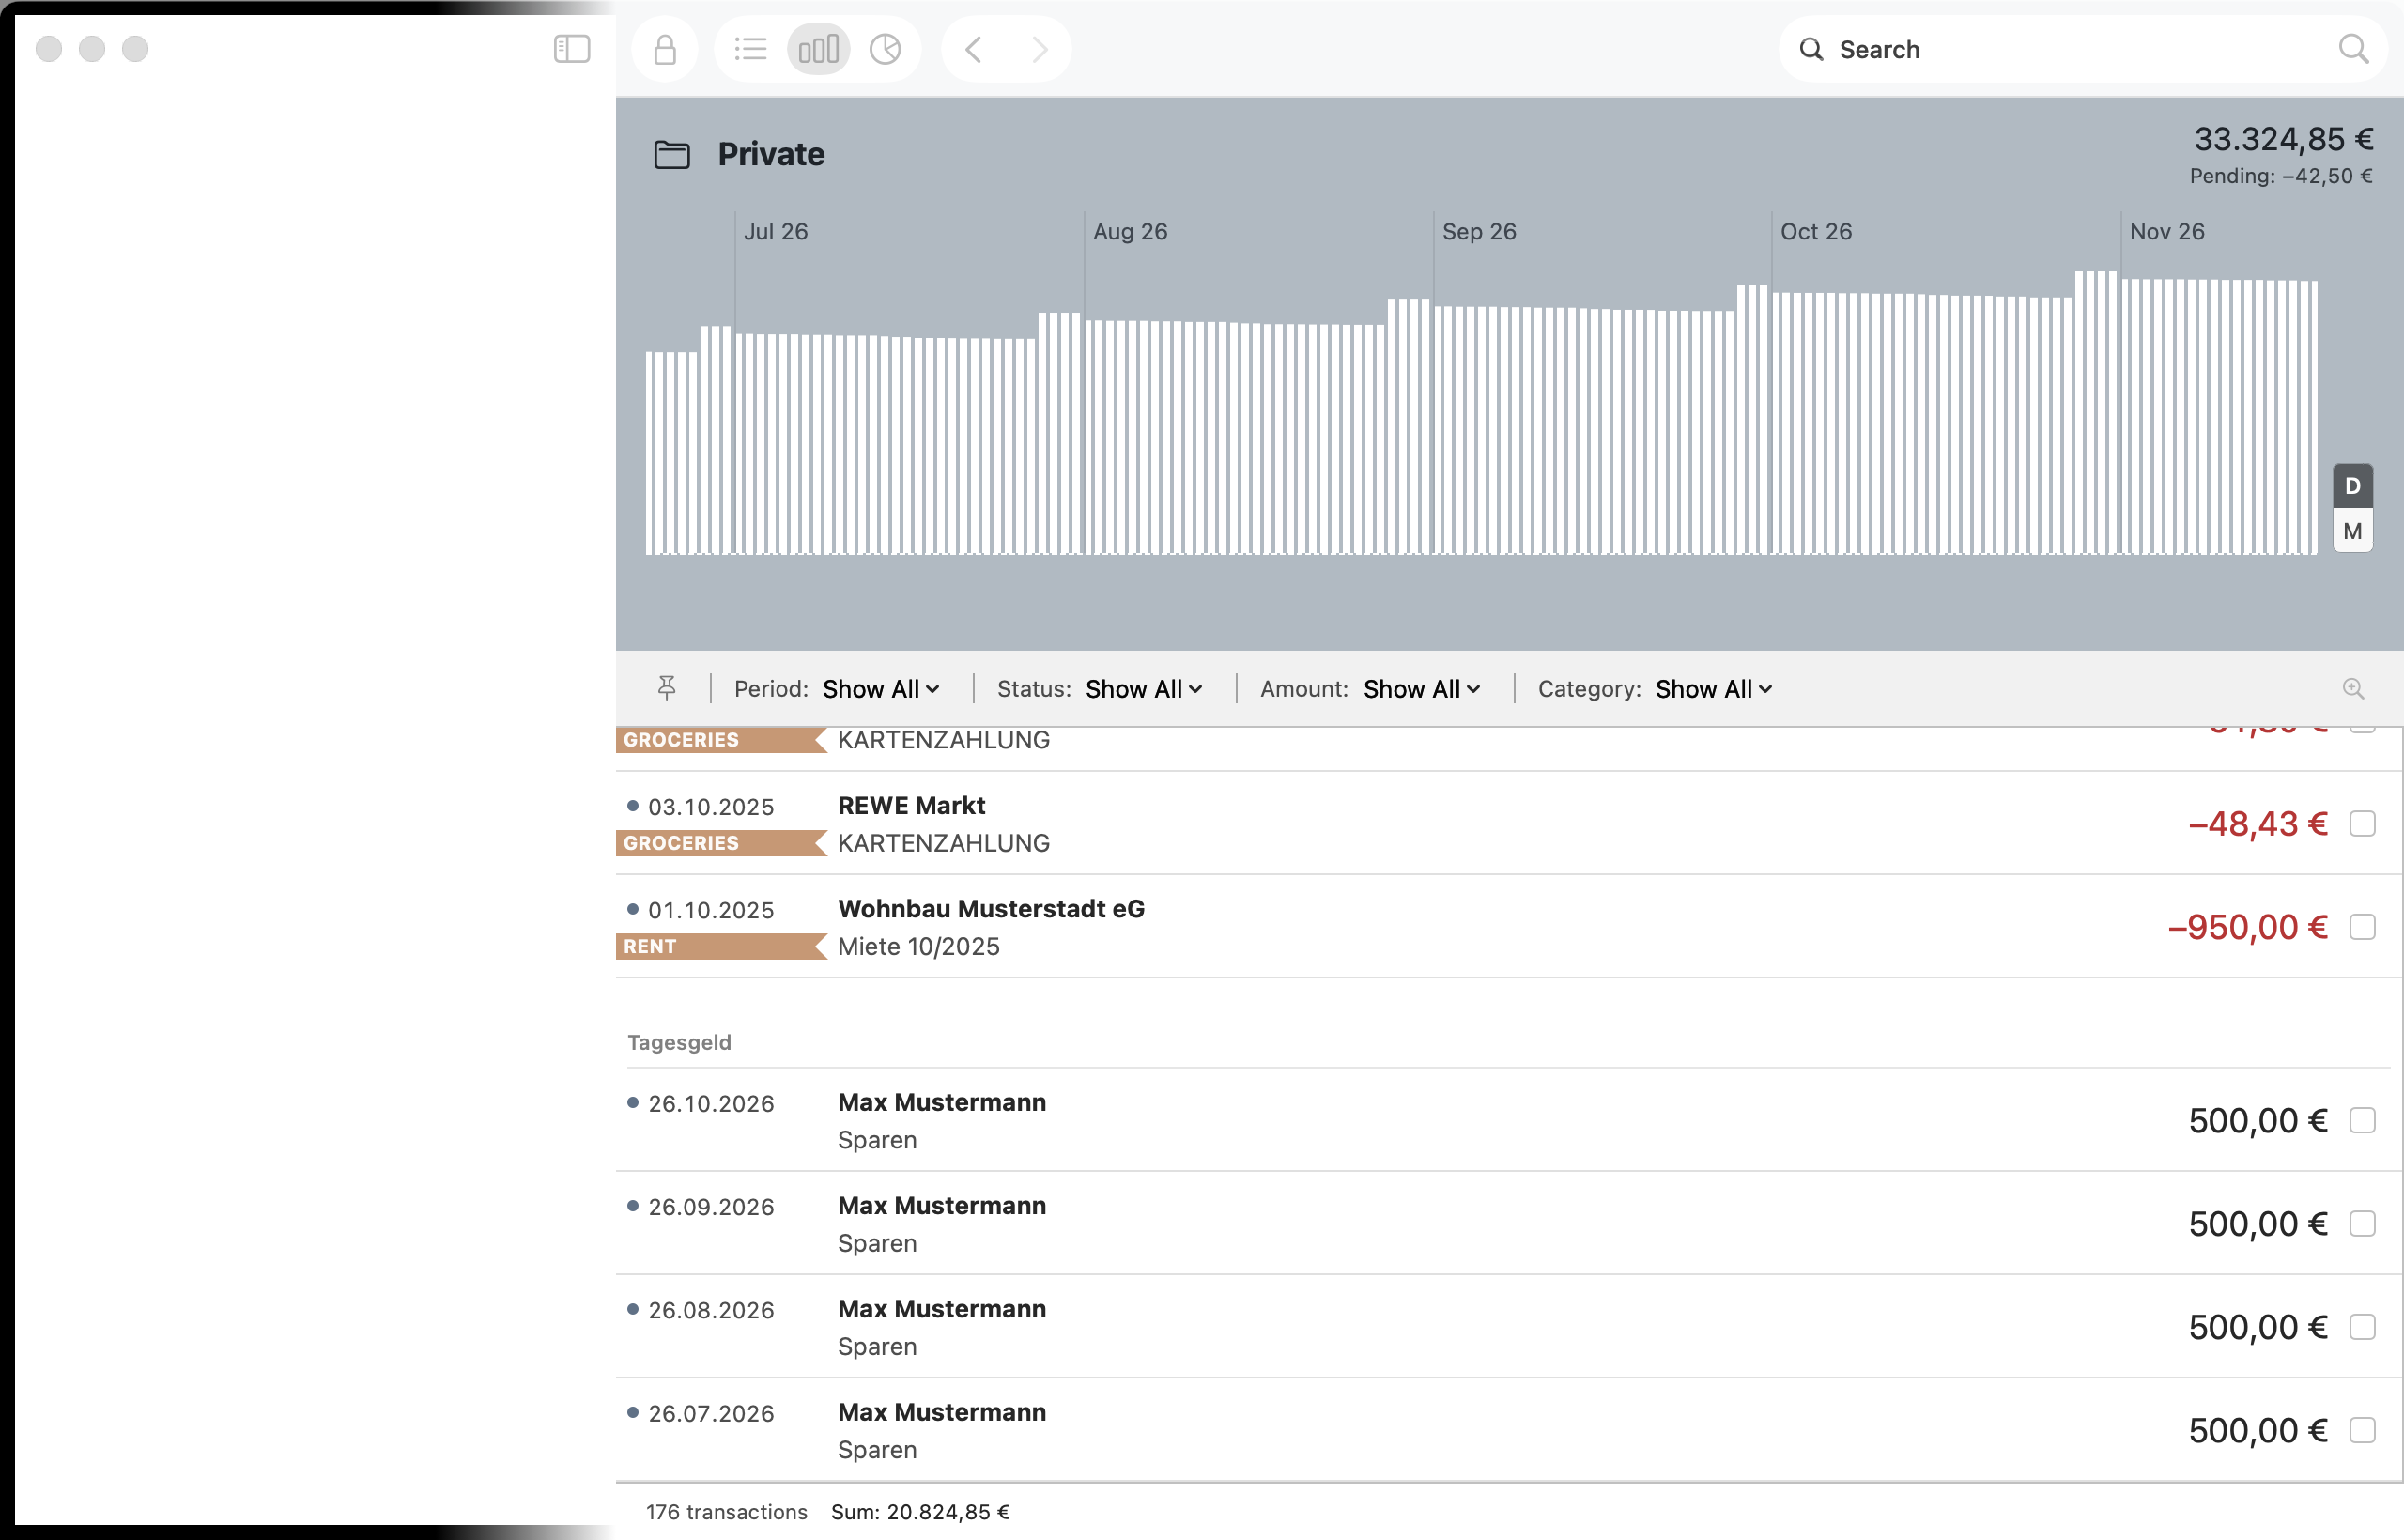 Search
Private
33.324,85 €
Pending: –42,50 €
Jul 26
Aug 26
Sep 26
Oct 26
Nov 26
D
M
Period: Show All
Status: Show All
Amount: Show All
Category: Show All
GROCERIES
KARTENZAHLUNG
03.10.2025
REWE Markt
–48,43 €
GROCERIES
KARTENZAHLUNG
01.10.2025
Wohnbau Musterstadt eG
–950,00 €
RENT
Miete 10/2025
Tagesgeld
26.10.2026
Max Mustermann
500,00 €
Sparen
26.09.2026
Max Mustermann
500,00 €
Sparen
26.08.2026
Max Mustermann
500,00 €
Sparen
26.07.2026
Max Mustermann
500,00 €
Sparen
176 transactions
Sum: 20.824,85 €